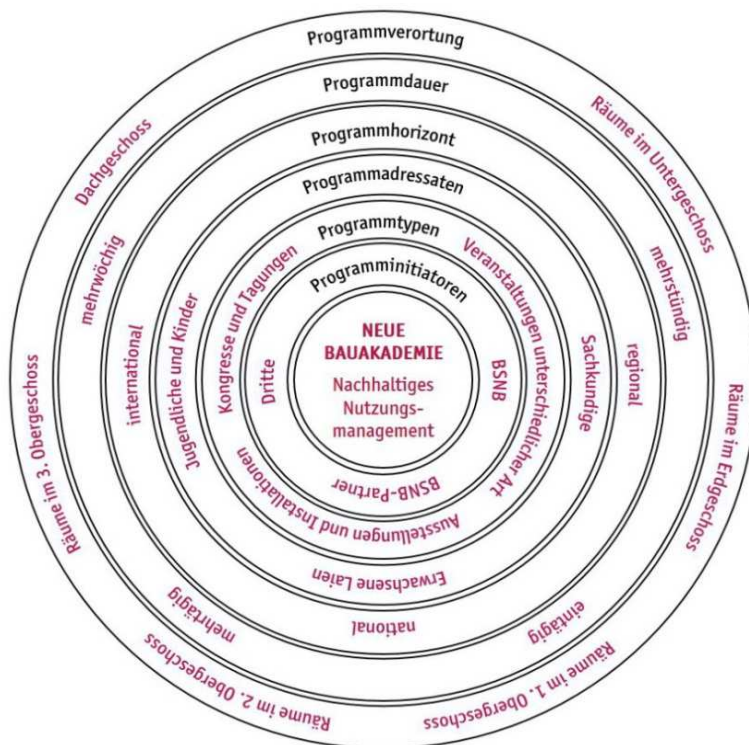 Programmverortung
Räume im Untergeschoss
Räume im Erdgeschoss
Räume im 1. Obergeschoss
Räume im 2. Obergeschoss
Räume im 3. Obergeschoss
Dachgeschoss
Programmdauer
mehrstündig
eintägig
mehrtägig
mehrwöchig
Programmhorizont
regional
national
international
Programmadressaten
Sachkundige
Erwachsene Laien
Jugendliche und Kinder
Programmtypen
Veranstaltungen unterschiedlicher Art
Ausstellungen und Installationen
Kongresse und Tagungen
Programminitiatoren
BSNB
BSNB-Partner
Dritte
NEUE
BAUAKADEMIE
Nachhaltiges
Nutzungs-
management